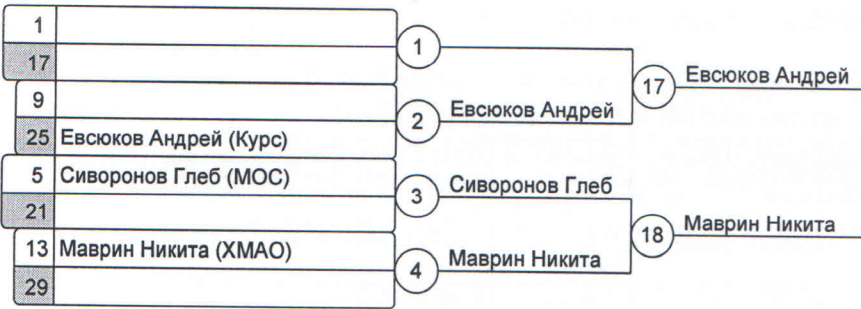 1
17
1
9
25 Евсюков Андрей (Курс)
2 Евсюков Андрей
17 Евсюков Андрей
5 Сиворонов Глеб (МОС)
21
3 Сиворонов Глеб
13 Маврин Никита (ХМАО)
29
4 Маврин Никита
18 Маврин Никита